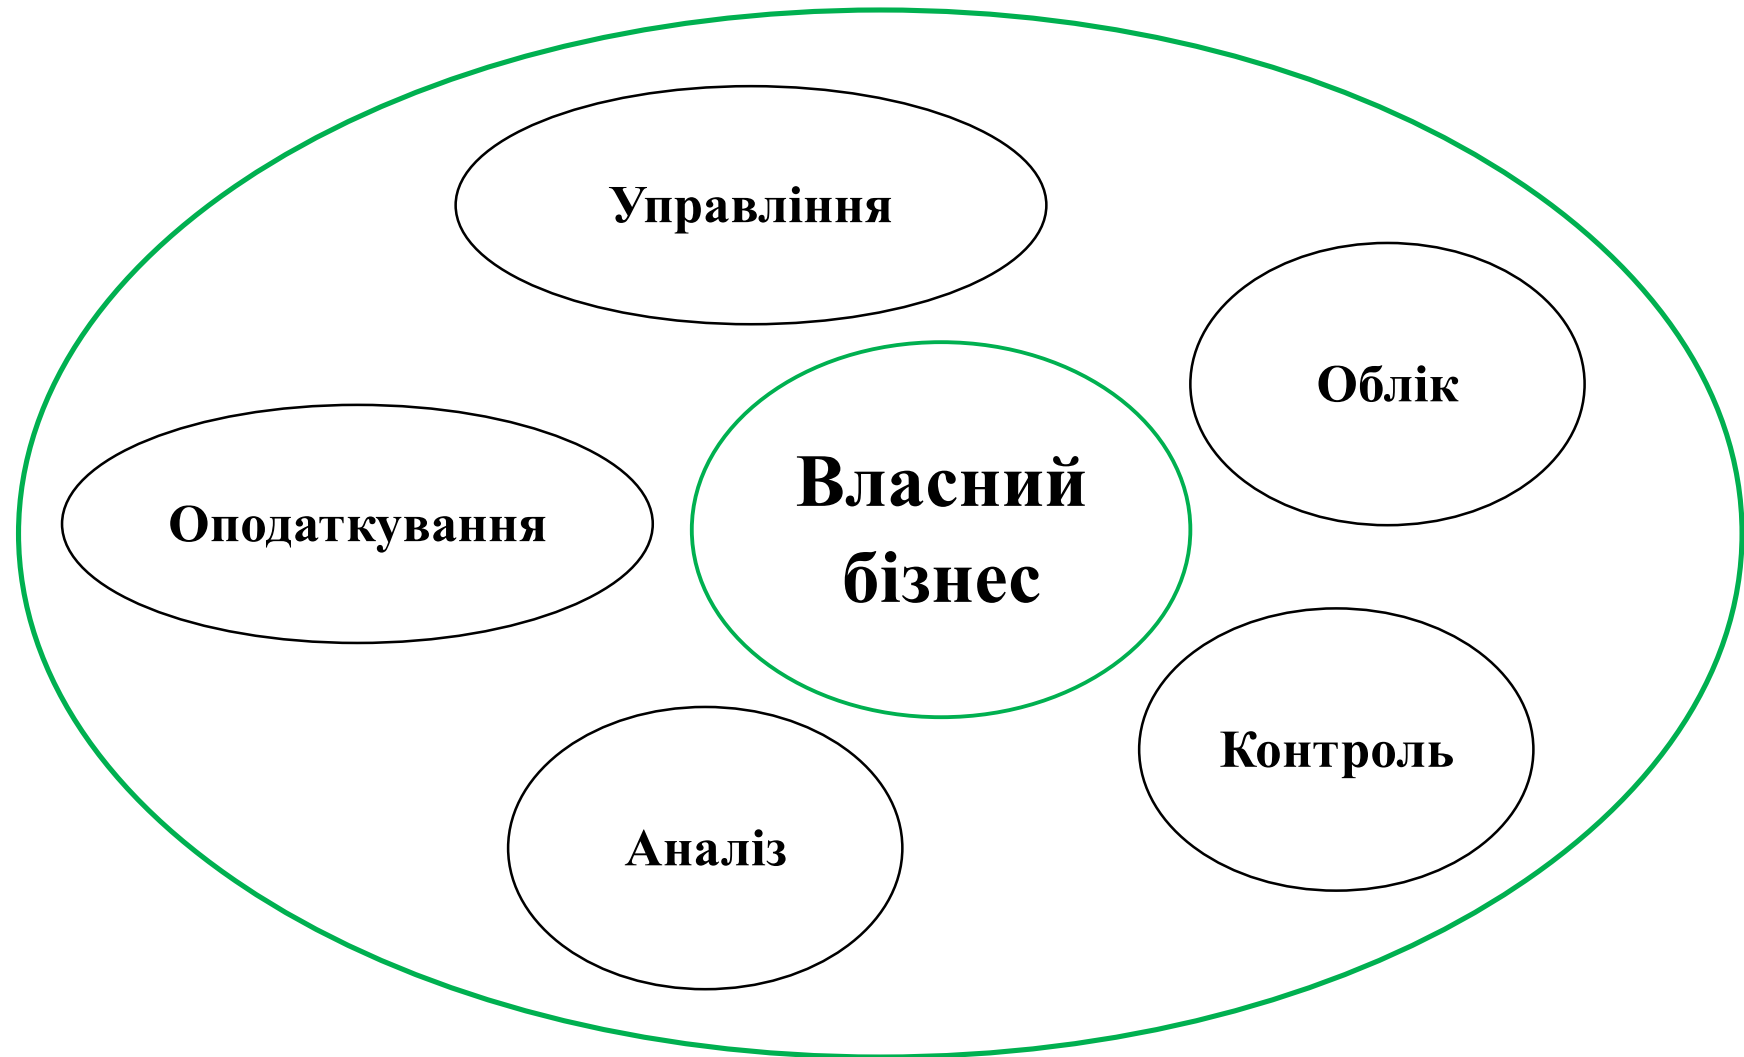 Управління
Облік
Власний
бізнес
Оподаткування
Контроль
Аналіз